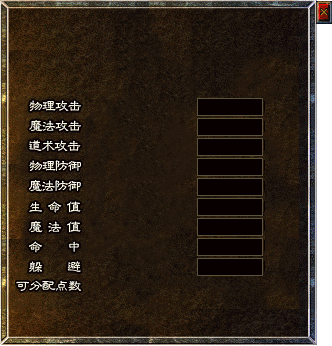 物理攻击
魔法攻击
道术攻击
物理防御
魔法防御
生命值
魔法值
命中
躲避
可分配点数